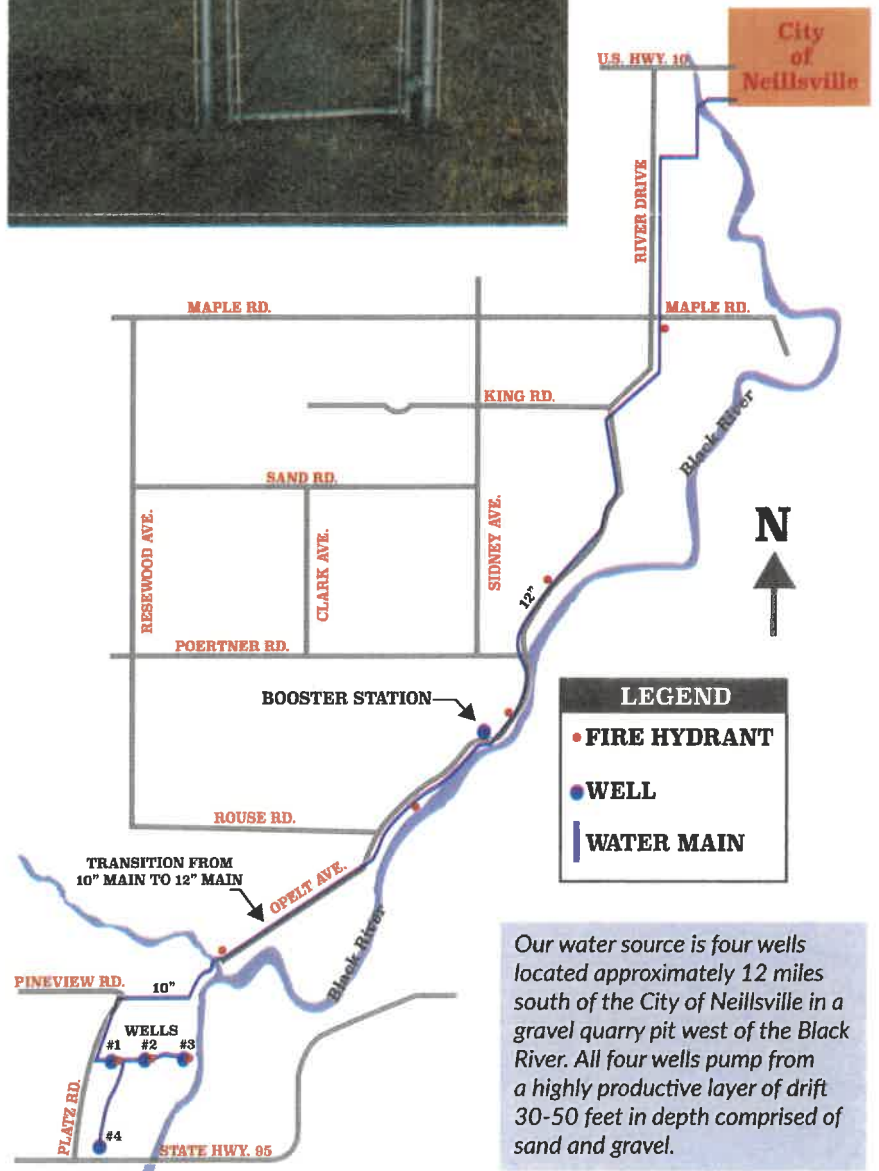 City
of
Neillsville
U.S. HWY. 10
RIVER DRIVE
MAPLE RD.
MAPLE RD.
KING RD.
Black River
SAND RD.
N
RESEWOOD AVE.
CLARK AVE.
SIDNEY AVE.
12"
POERTNER RD.
BOOSTER STATION
LEGEND
FIRE HYDRANT
WELL
WATER MAIN
ROUSE RD.
TRANSITION FROM
10" MAIN TO 12" MAIN
OPELT AVE.
Black River
PINEVIEW RD.
10"
WELLS
#1 #2 #3
PLATZ RD.
#4
STATE HWY. 95
Our water source is four wells
located approximately 12 miles
south of the City of Neillsville in a
gravel quarry pit west of the Black
River. All four wells pump from
a highly productive layer of drift
30-50 feet in depth comprised of
sand and gravel.